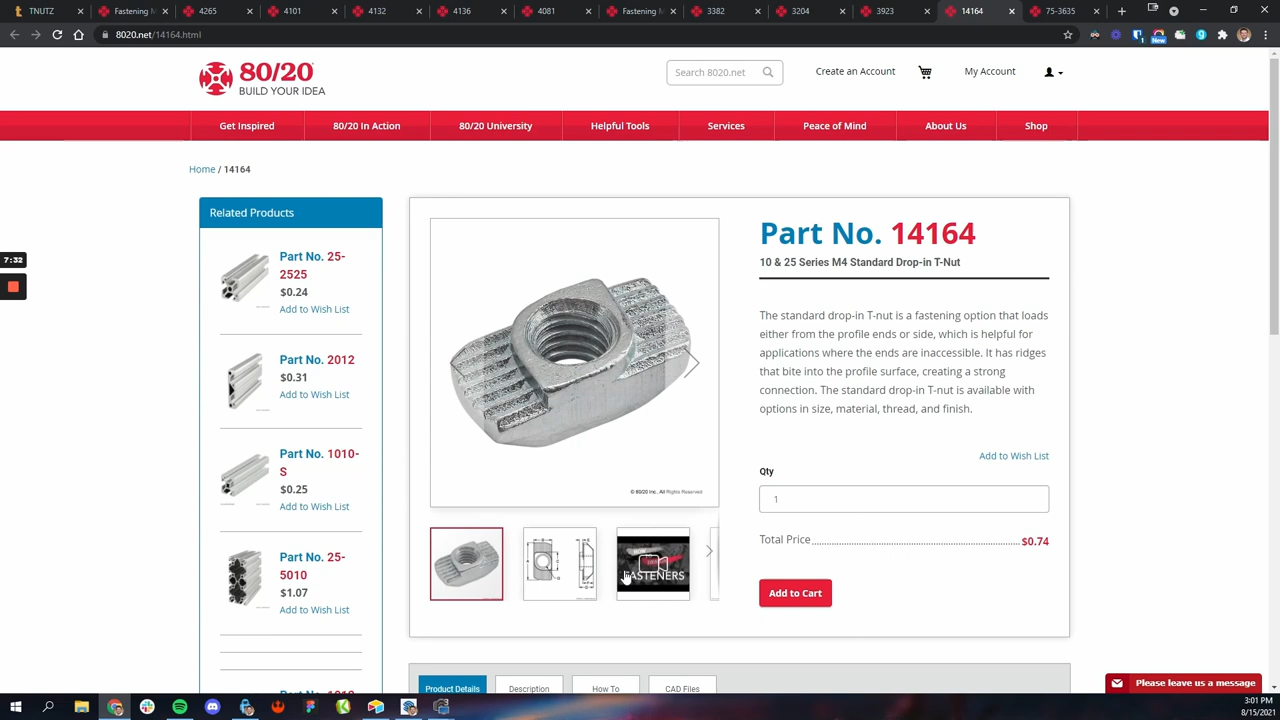 TNUTZ
Fastening M
4265
4101
4132
4136
4081
Fastening M
3382
3204
3923
14164
75-3635
8020.net/14164.html
New
80/20
BUILD YOUR IDEA
Search 8020.net
Create an Account
My Account
Get Inspired
80/20 In Action
80/20 University
Helpful Tools
Services
Peace of Mind
About Us
Shop
Home / 14164
7:32
Related Products
Part No. 25-
2525
$0.24
Add to Wish List
Part No. 2012
$0.31
Add to Wish List
Part No. 1010-
S
$0.25
Add to Wish List
Part No. 25-
5010
$1.07
Add to Wish List
© 80/20 Inc., All Rights Reserved
FASTENERS
Part No. 14164
10 & 25 Series M4 Standard Drop-in T-Nut
The standard drop-in T-nut is a fastening option that loads
either from the profile ends or side, which is helpful for
applications where the ends are inaccessible. It has ridges
that bite into the profile surface, creating a strong
connection. The standard drop-in T-nut is available with
options in size, material, thread, and finish.
Add to Wish List
Qty
1
Total Price
$0.74
Add to Cart
Product Details
Description
How To
CAD Files
Please leave us a message
3:01 PM
8/15/2021